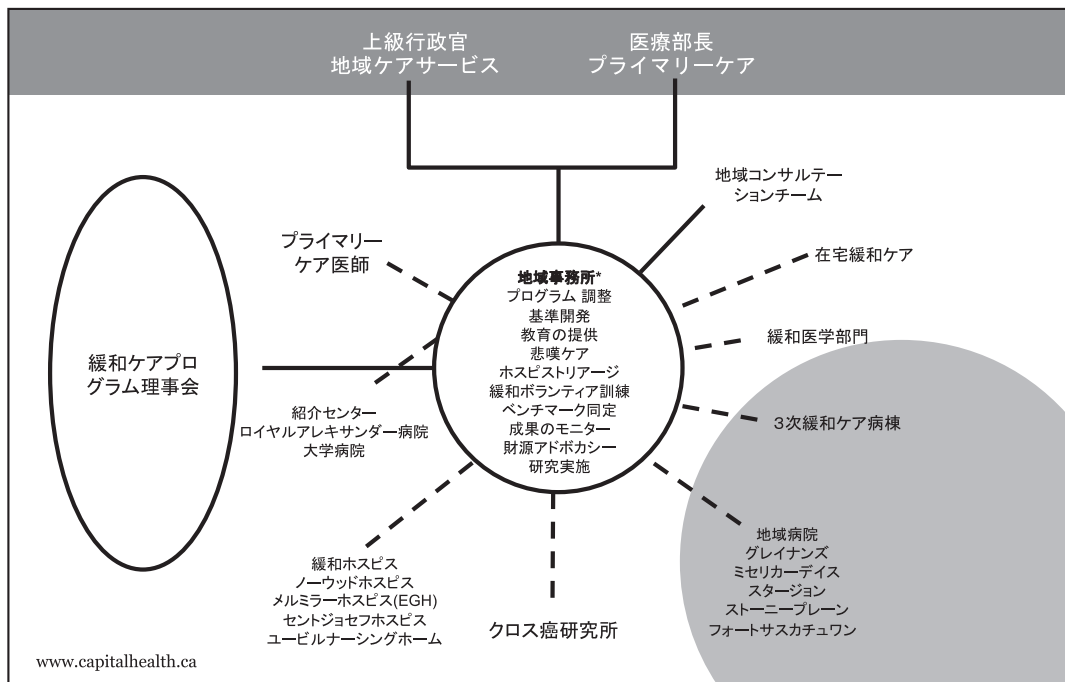 上級行政官
地域ケアサービス
医療部長
プライマリーケア
地域コンサルテー
ションチーム
プライマリー
ケア医師
在宅緩和ケア
地域事務所*
プログラム 調整
基準開発
教育の提供
悲嘆ケア
ホスピストリアージ
緩和ボランティア訓練
ベンチマーク同定
成果のモニター
財源アドボカシー
研究実施
緩和医学部門
緩和ケアプロ
グラム理事会
紹介センター
ロイヤルアレキサンダー病院
大学病院
3次緩和ケア病棟
地域病院
グレイナンズ
ミセリカーデイス
スタージョン
ストーニープレーン
フォートサスカチュワン
緩和ホスピス
ノーウッドホスピス
メルミラーホスピス(EGH)
セントジョセフホスピス
ユービルナーシングホーム
クロス癌研究所
www.capitalhealth.ca